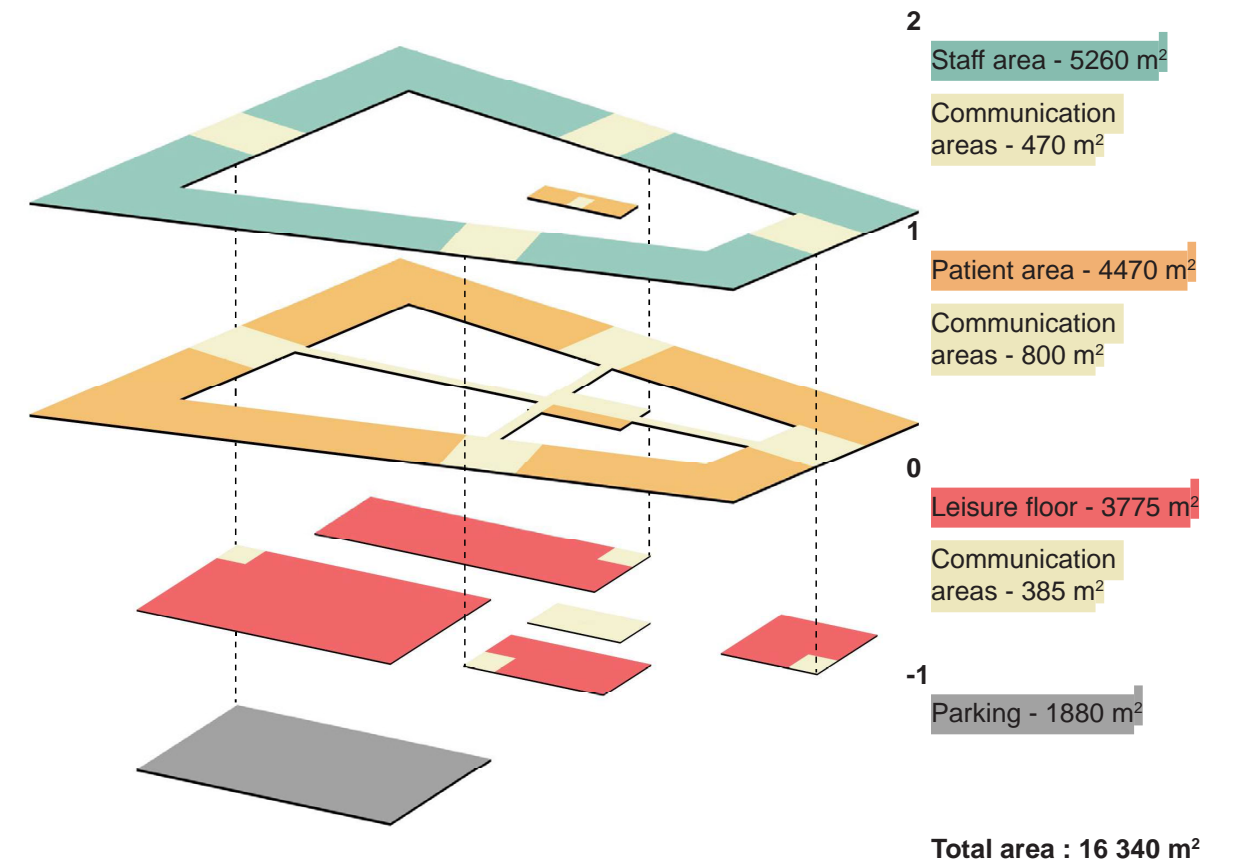 2
Staff area - 5260 m²
Communication
areas - 470 m²
1
Patient area - 4470 m²
Communication
areas - 800 m²
0
Leisure floor - 3775 m²
Communication
areas - 385 m²
-1
Parking - 1880 m²
Total area : 16 340 m²